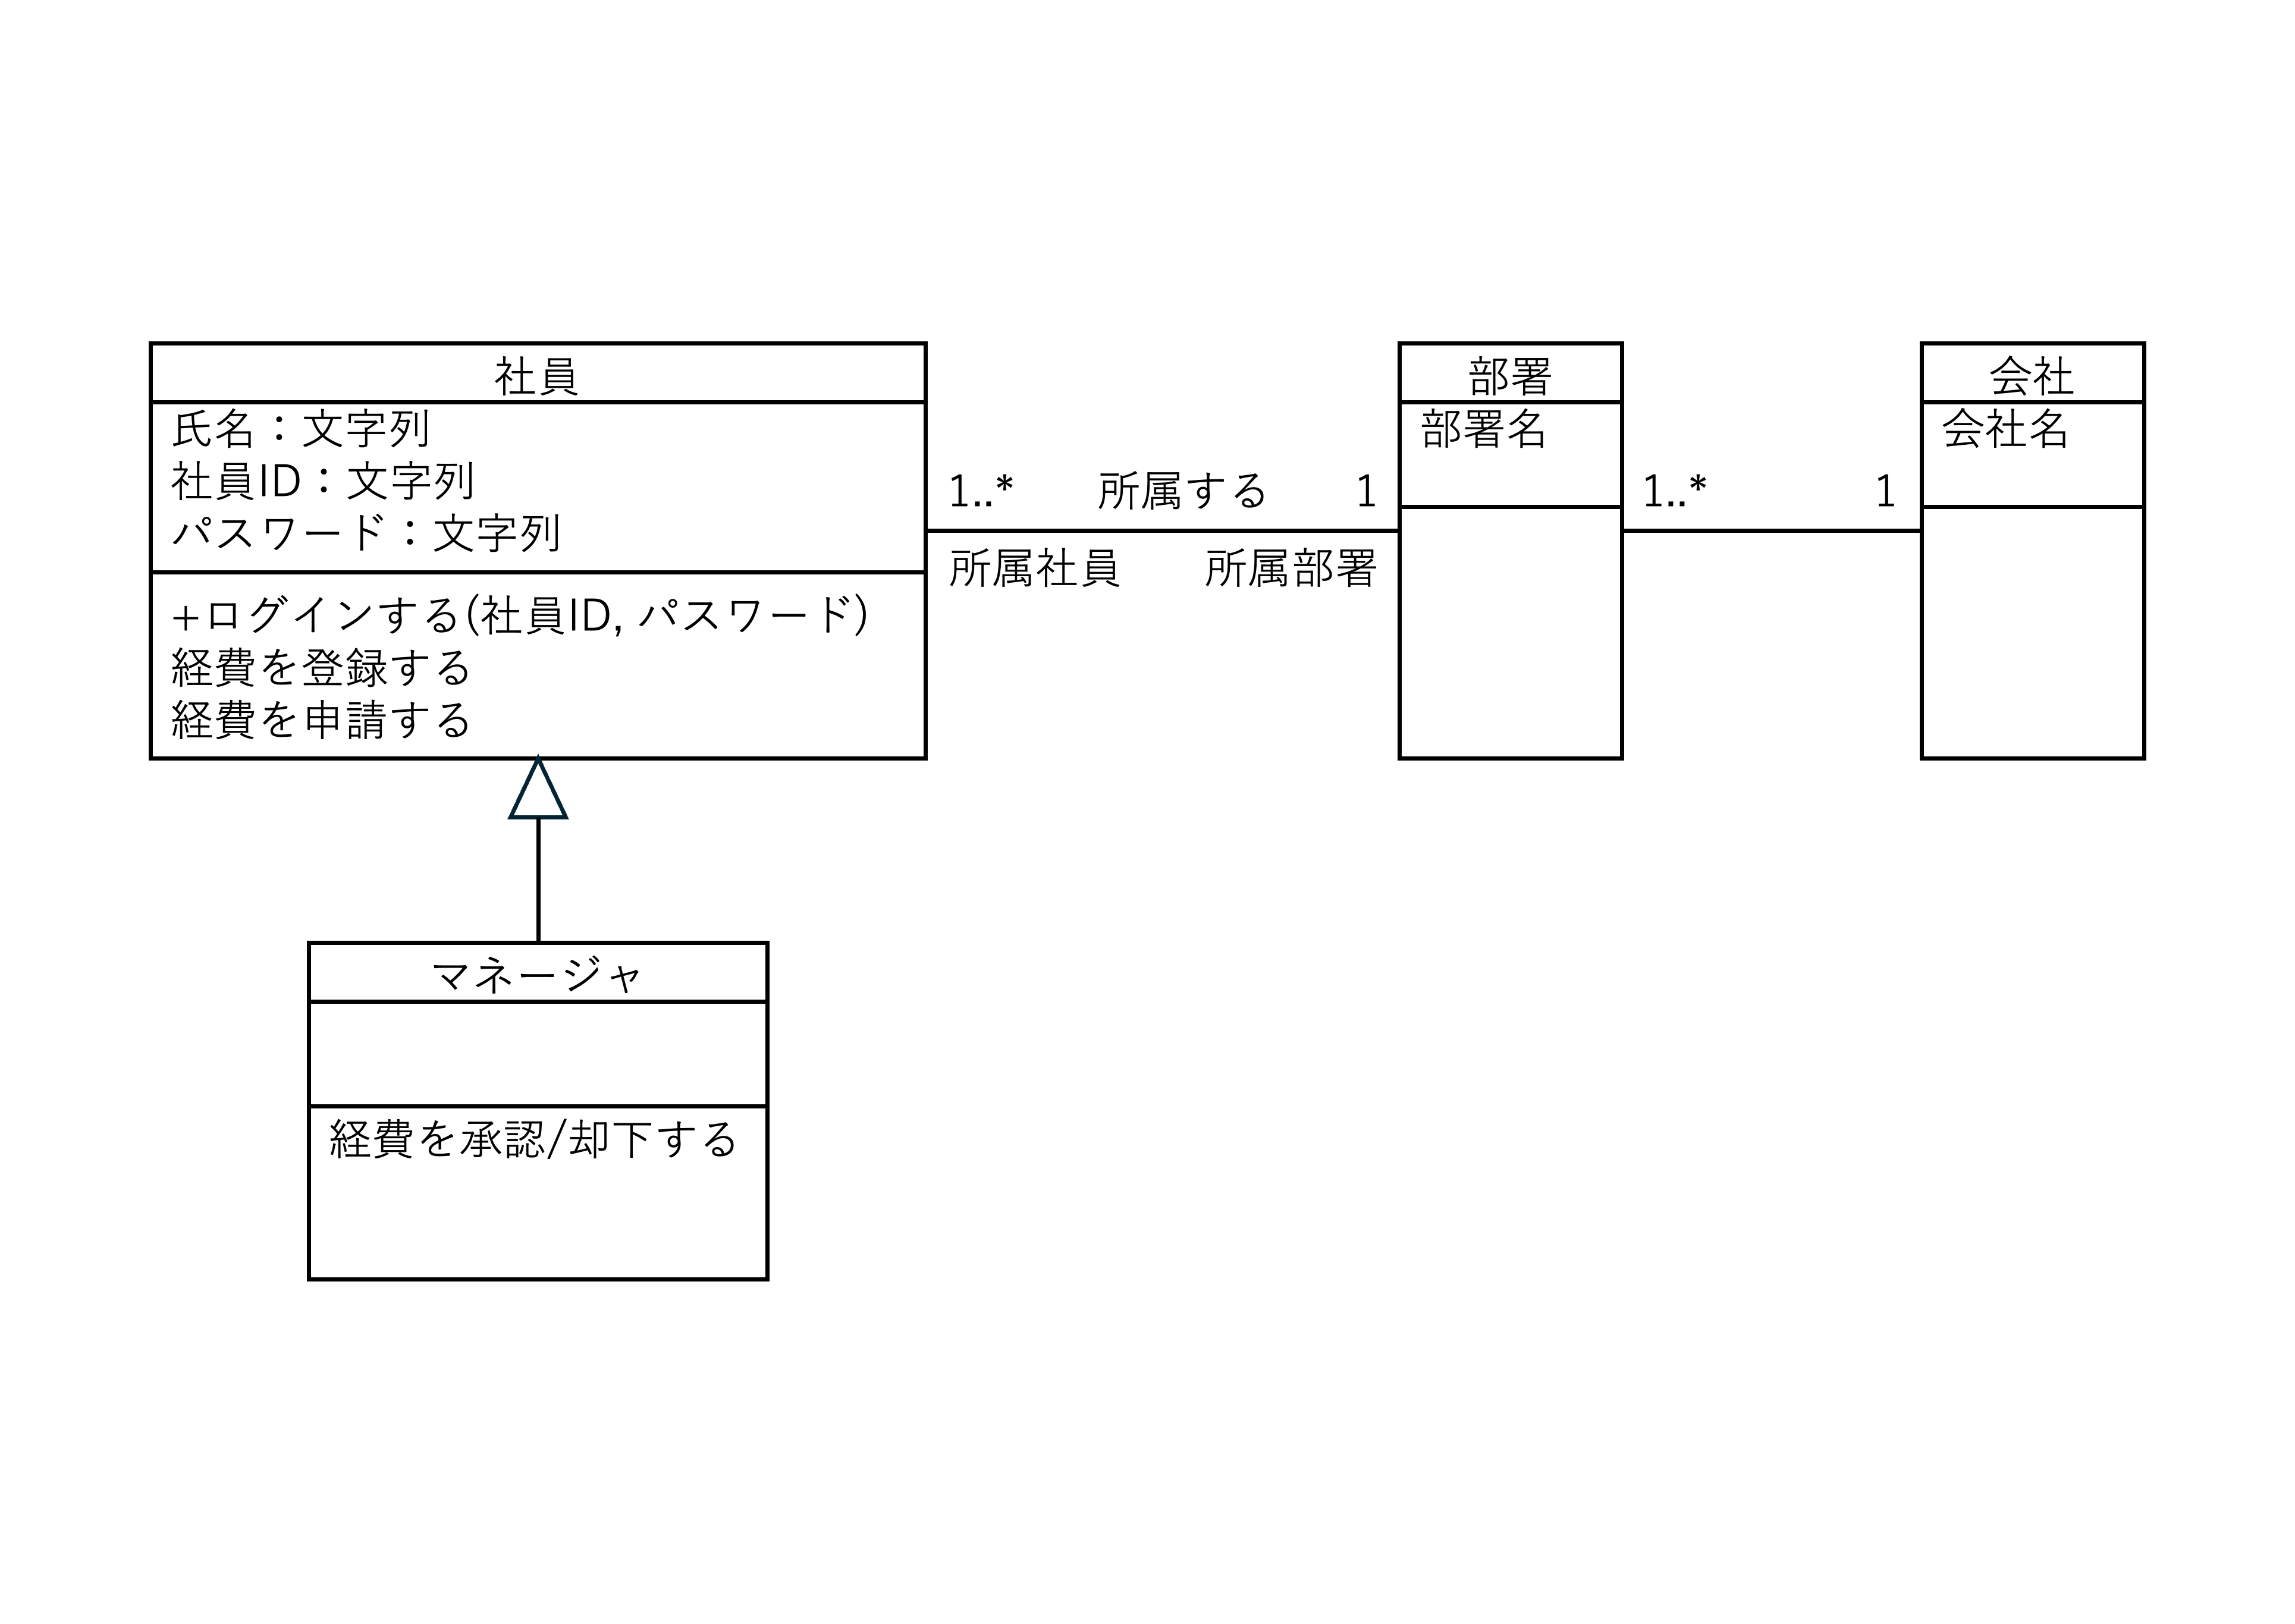 社員
氏名：文字列
社員ID：文字列
パスワード：文字列
+ログインする(社員ID, パスワード)
経費を登録する
経費を申請する
1..*
所属する
1
所属社員
所属部署
部署
部署名
1..*
1
会社
会社名
マネージャ
経費を承認/却下する